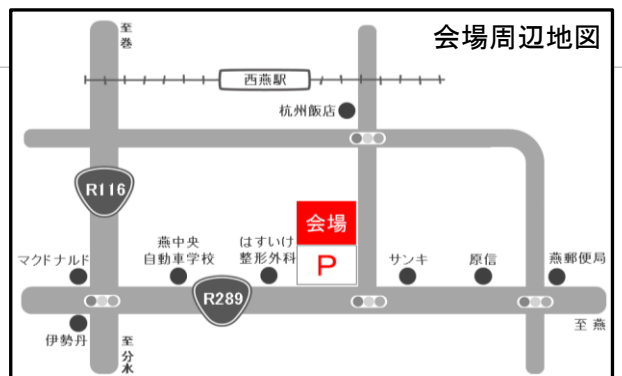 会場周辺地図
至
巻
西燕駅
杭州飯店
R116
会場
P
マクドナルド
燕中央
自動車学校
はすいけ
整形外科
サンキ
原信
燕郵便局
R289
伊勢丹
至
分
水
至 燕